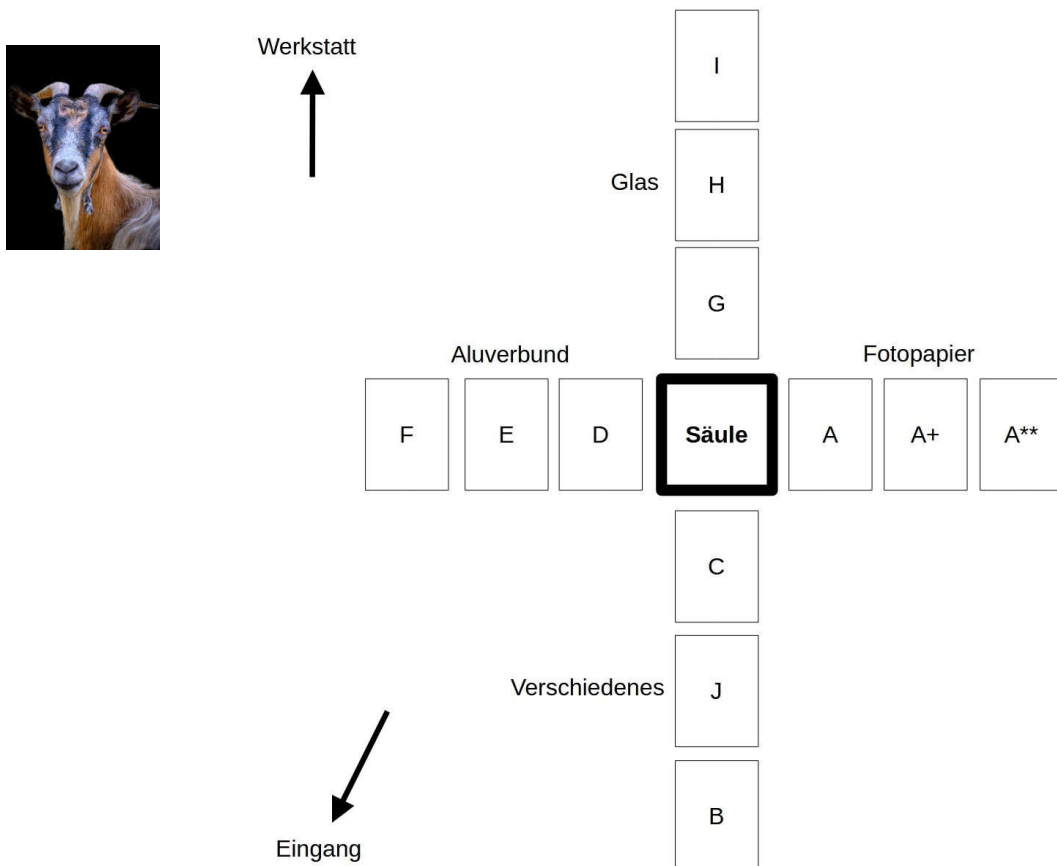 Werkstatt
I
Glas
H
G
Aluverbund
Fotopapier
F E D Säule A A+ A**
C
Verschiedenes
J
B
Eingang